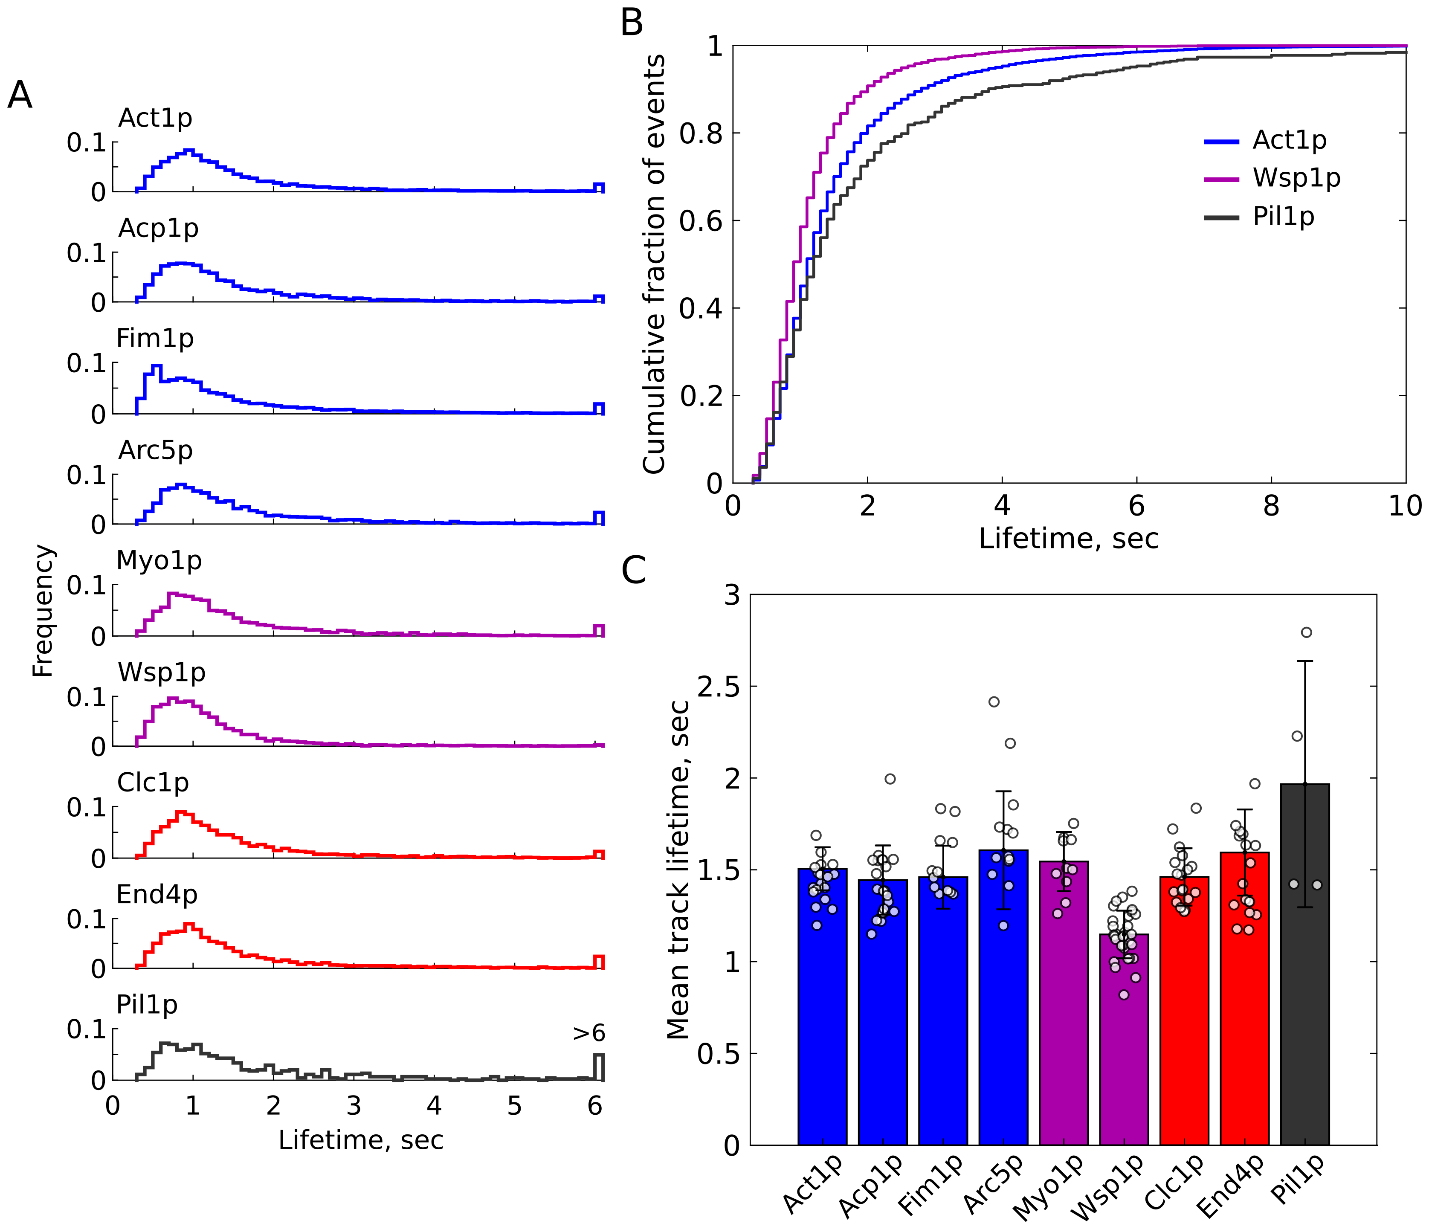 A
Act1p
0.1
0
Acp1p
0.1
0
Fim1p
0.1
0
Arc5p
0.1
0
Myo1p
0.1
0
Wsp1p
0.1
0
Clc1p
0.1
0
End4p
0.1
0
Pil1p
>6
0.1
0
0 1 2 3 4 5 6
Lifetime, sec
Frequency
B
1
0.8
0.6
0.4
0.2
0
0 2 4 6 8 10
Lifetime, sec
Cumulative fraction of events
Act1p
Wsp1p
Pil1p
C
3
2.5
2
1.5
1
0.5
0
Mean track lifetime, sec
Act1p Acp1p Fim1p Arc5p Myo1p Wsp1p Clc1p End4p Pil1p